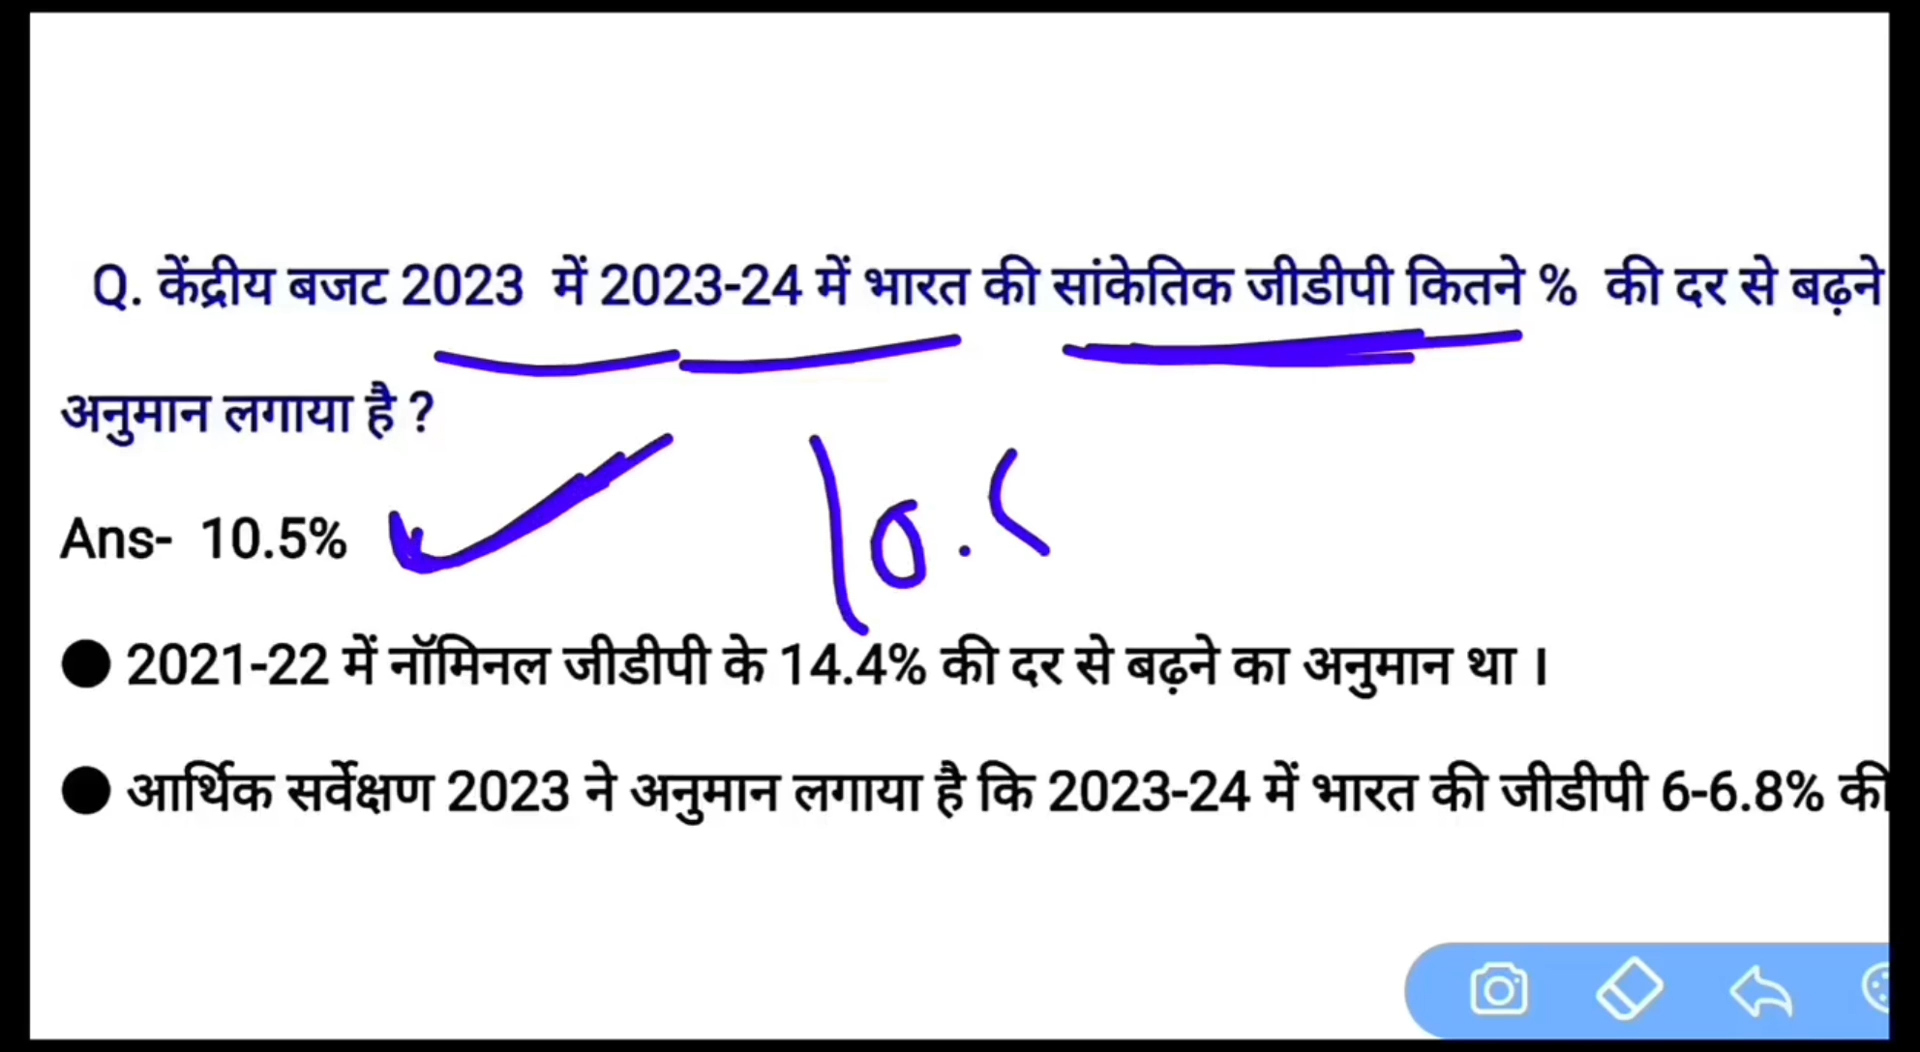 Q. केंद्रीय बजट 2023 में 2023-24 में भारत की सांकेतिक जीडीपी कितने % की दर से बढ़ने
अनुमान लगाया है ?
Ans- 10.5%
10.
● 2021-22 में नॉमिनल जीडीपी के 14.4% की दर से बढ़ने का अनुमान था ।
● आर्थिक सर्वेक्षण 2023 ने अनुमान लगाया है कि 2023-24 में भारत की जीडीपी 6-6.8% की